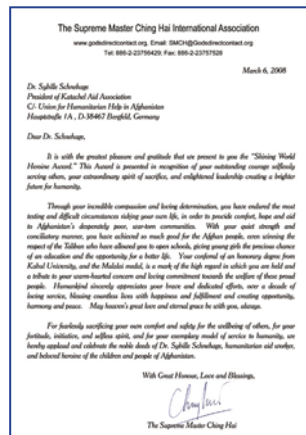 The Supreme Master Ching Hai International Association
www.godsdirectcontact.org, Email: SMCH@Godsdirectcontact.org
Tel: 886-2-23756429; Fax: 886-2-23757528
March 6, 2008
Dr. Sybille Schnehage
President of Katachel Aid Association
C/- Union for Humanitarian Help in Afghanistan
Hauptstraße 1A , D-38467 Bergfeld, Germany
Dear Dr. Schnehage,
It is with the greatest pleasure and gratitude that we present to you the "Shining World
Heroine Award." This Award is presented in recognition of your outstanding courage selflessly
serving others, your extraordinary spirit of sacrifice, and enlightened leadership creating a brighter
future for humanity.
Through your incredible compassion and loving determination, you have endured the most
testing and difficult circumstances risking your own life, in order to provide comfort, hope and aid
to Afghanistan's desperately poor, war-torn communities. With your quiet strength and
conciliatory manner, you have achieved so much good for the Afghan people, even winning the
respect of the Taliban who have allowed you to open schools, giving young girls the precious chance
of an education and the opportunity for a better life. Your conferral of an honorary degree from
Kabul University, and the Malalai medal, is a mark of the high regard in which you are held and
a tribute to your warm-hearted concern and loving commitment towards the welfare of these proud
people. Humankind sincerely appreciates your brave and dedicated efforts, over a decade of
loving service, blessing countless lives with happiness and fulfillment and creating opportunity,
harmony and peace. May heaven's great love and eternal grace be with you, always.
For fearlessly sacrificing your own comfort and safety for the wellbeing of others, for your
fortitude, initiative, and selfless spirit, and for your exemplary model of service to humanity, we
hereby applaud and celebrate the noble deeds of Dr. Sybille Schnehage, humanitarian aid worker,
and beloved heroine of the children and people of Afghanistan.
With Great Honour, Love and Blessings,
The Supreme Master Ching Hai